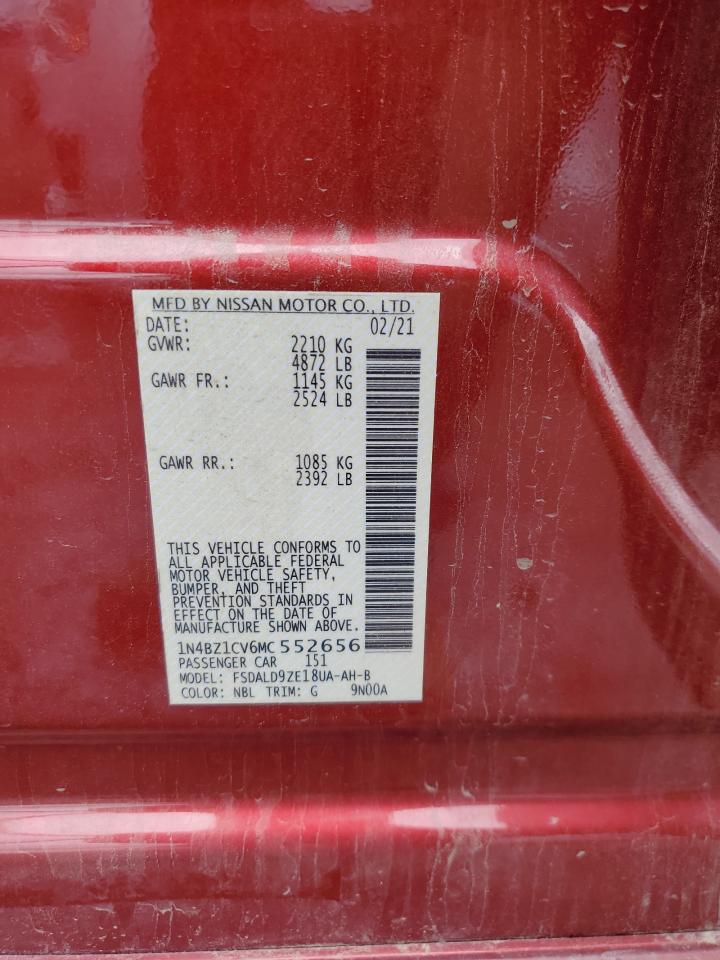 MFD BY NISSAN MOTOR CO., LTD.
DATE: 02/21
GVWR: 2210 KG
4872 LB
GAWR FR.: 1145 KG
2524 LB
GAWR RR.: 1085 KG
2392 LB
THIS VEHICLE CONFORMS TO
ALL APPLICABLE FEDERAL
MOTOR VEHICLE SAFETY,
BUMPER, AND THEFT
PREVENTION STANDARDS IN
EFFECT ON THE DATE OF
MANUFACTURE SHOWN ABOVE.
1N4BZ1CV6MC552656
PASSENGER CAR 151
MODEL: FSDALD9ZE18UA-AH-B
COLOR: NBL TRIM: G 9N00A